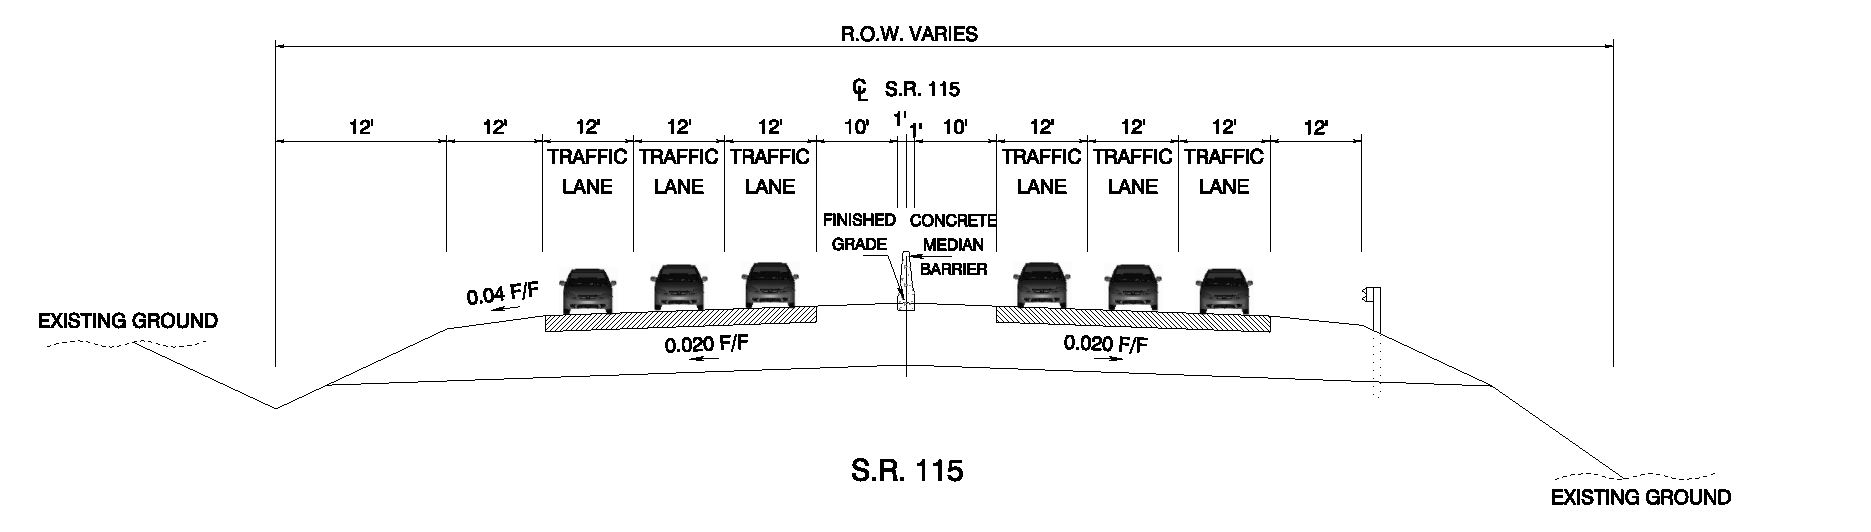 R.O.W. VARIES
℄ S.R. 115
12' 12' 12' 12' 12' 10' 1' 1' 10' 12' 12' 12' 12'
TRAFFIC LANE
TRAFFIC LANE
TRAFFIC LANE
TRAFFIC LANE
TRAFFIC LANE
TRAFFIC LANE
FINISHED
GRADE
CONCRETE
MEDIAN
BARRIER
0.04 F/F
EXISTING GROUND
0.020 F/F
0.020 F/F
S.R. 115
EXISTING GROUND